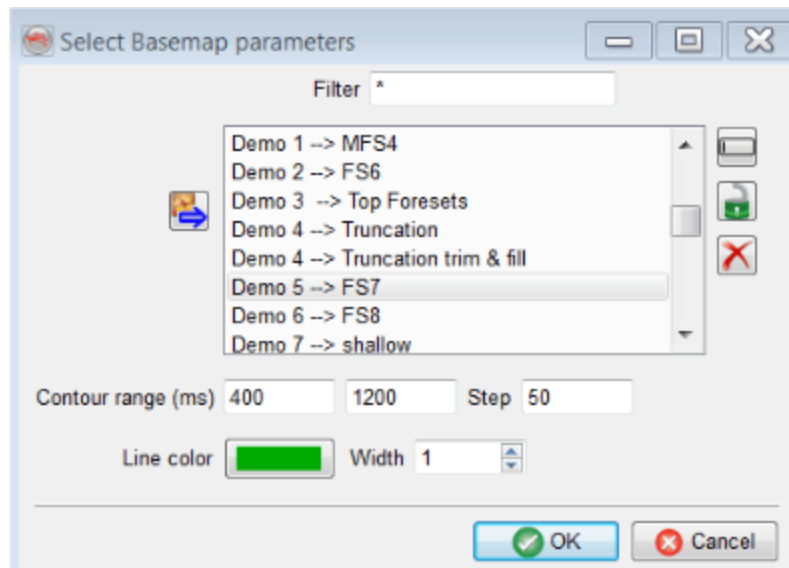 Select Basemap parameters
Filter *
Demo 1 --> MFS4
Demo 2 --> FS6
Demo 3 --> Top Foresets
Demo 4 --> Truncation
Demo 4 --> Truncation trim & fill
Demo 5 --> FS7
Demo 6 --> FS8
Demo 7 --> shallow
Contour range (ms) 400 1200 Step 50
Line color Width 1
OK Cancel